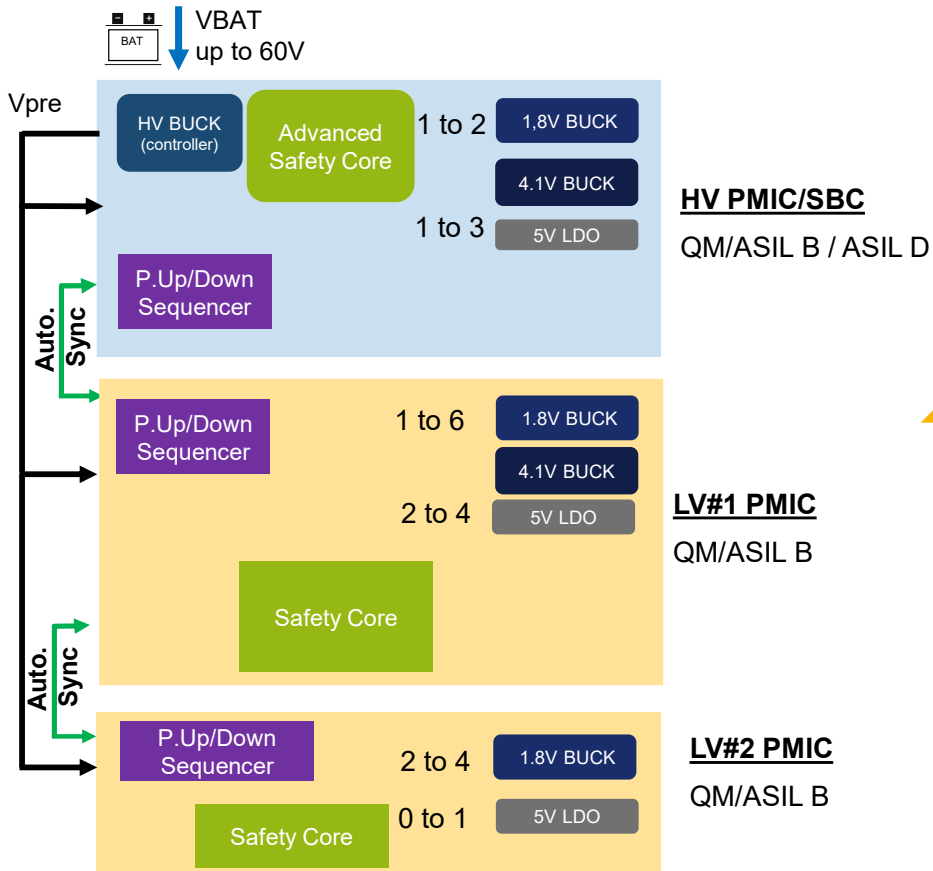 VBAT
up to 60V
- +
BAT
Vpre
HV BUCK
(controller)
Advanced
Safety Core
1 to 2
1,8V BUCK
4.1V BUCK
1 to 3
5V LDO
P.Up/Down
Sequencer
HV PMIC/SBC
QM/ASIL B / ASIL D
Auto.
Sync
P.Up/Down
Sequencer
1 to 6
1.8V BUCK
4.1V BUCK
2 to 4
5V LDO
Safety Core
LV#1 PMIC
QM/ASIL B
Auto.
Sync
P.Up/Down
Sequencer
2 to 4
1.8V BUCK
0 to 1
5V LDO
Safety Core
LV#2 PMIC
QM/ASIL B